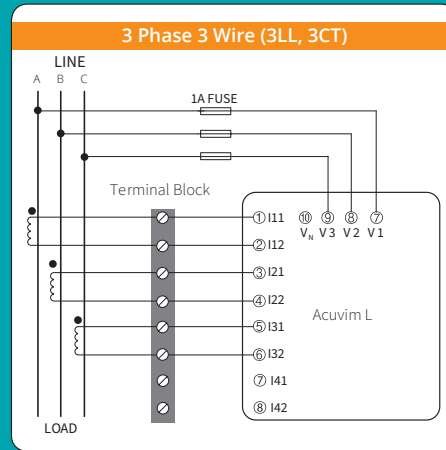 3 Phase 3 Wire (3LL, 3CT)
LINE
A B C
1A FUSE
Terminal Block
① I11
② I12
③ I21
④ I22
⑤ I31
⑥ I32
⑦ I41
⑧ I42
⑩ ⑨ ⑧ ⑦
VN V3 V2 V1
Acuvim L
LOAD